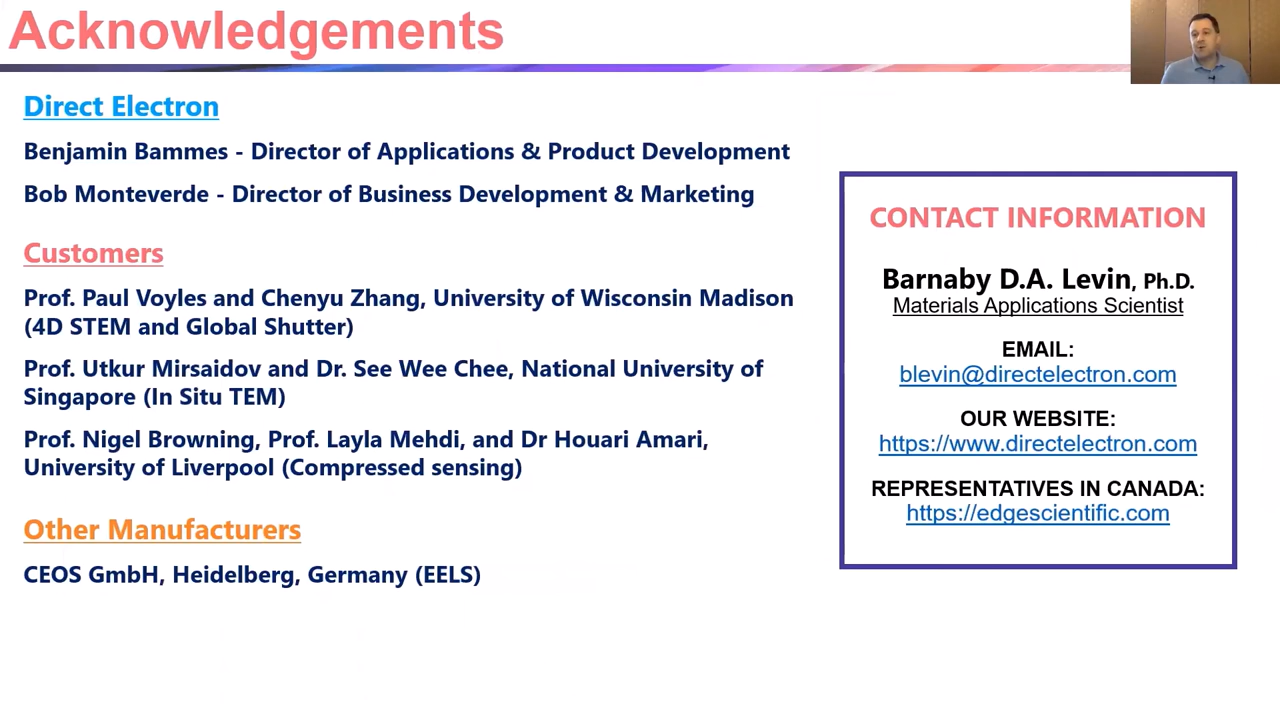 Acknowledgements
Direct Electron
Benjamin Bammes - Director of Applications & Product Development
Bob Monteverde - Director of Business Development & Marketing
Customers
Prof. Paul Voyles and Chenyu Zhang, University of Wisconsin Madison
(4D STEM and Global Shutter)
Prof. Utkur Mirsaidov and Dr. See Wee Chee, National University of
Singapore (In Situ TEM)
Prof. Nigel Browning, Prof. Layla Mehdi, and Dr Houari Amari,
University of Liverpool (Compressed sensing)
Other Manufacturers
CEOS GmbH, Heidelberg, Germany (EELS)
CONTACT INFORMATION
Barnaby D.A. Levin, Ph.D.
Materials Applications Scientist
EMAIL:
blevin@directelectron.com
OUR WEBSITE:
https://www.directelectron.com
REPRESENTATIVES IN CANADA:
https://edgescientific.com